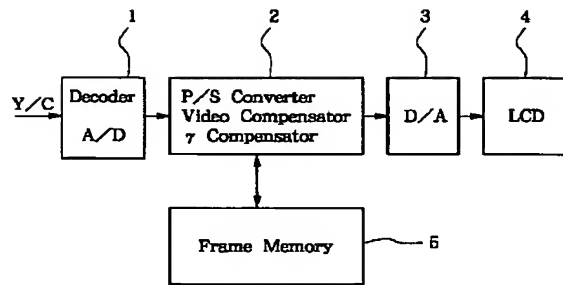 1
2
3
4
Y/C
Decoder
A/D
P/S Converter
Video Compensator
γ Compensator
D/A
LCD
Frame Memory
5